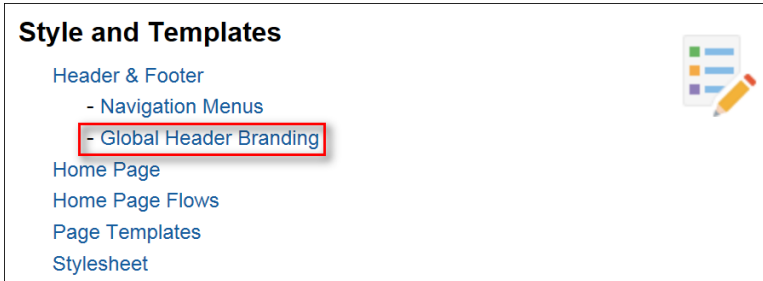 Style and Templates
Header & Footer
- Navigation Menus
- Global Header Branding
Home Page
Home Page Flows
Page Templates
Stylesheet